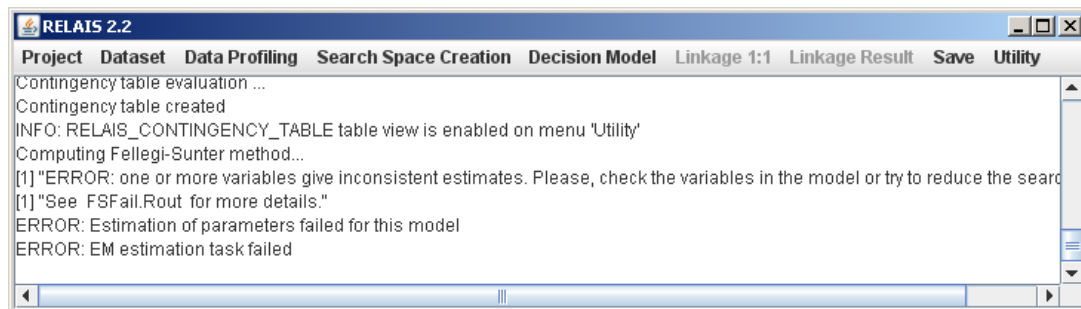 RELAIS 2.2
Project Dataset Data Profiling Search Space Creation Decision Model Linkage 1:1 Linkage Result Save Utility
Contingency table evaluation ...
Contingency table created
INFO: RELAIS_CONTINGENCY_TABLE table view is enabled on menu 'Utility'
Computing Fellegi-Sunter method...
[1] "ERROR: one or more variables give inconsistent estimates. Please, check the variables in the model or try to reduce the searc
[1] "See FSFail.Rout for more details."
ERROR: Estimation of parameters failed for this model
ERROR: EM estimation task failed